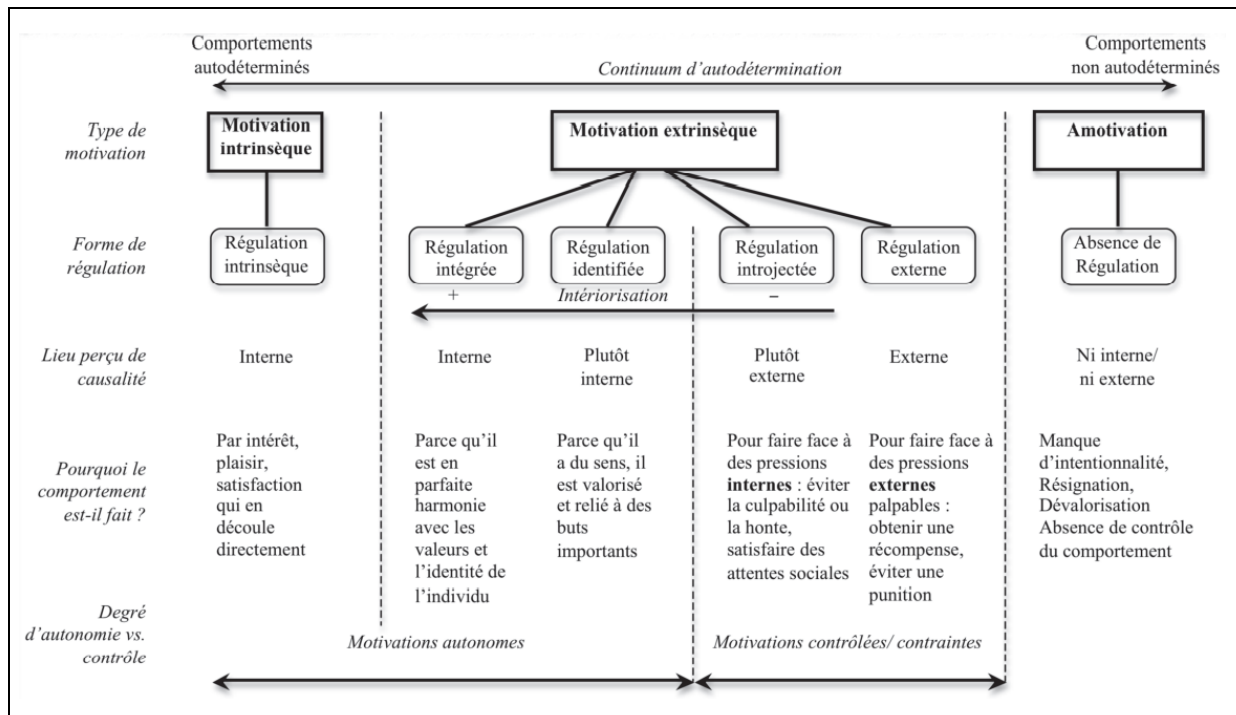 Comportements
autodéterminés
Continuum d'autodétermination
Comportements
non autodéterminés
Type de
motivation
Motivation
intrinsèque
Motivation extrinsèque
Amotivation
Forme de
régulation
Régulation
intrinsèque
Régulation
intégrée
Régulation
identifiée
Régulation
introjectée
Régulation
externe
Absence de
Régulation
+
Intériorisation
–
Lieu perçu de
causalité
Interne
Interne
Plutôt
interne
Plutôt
externe
Externe
Ni interne/
ni externe
Pourquoi le
comportement
est-il fait ?
Par intérêt,
plaisir,
satisfaction
qui en
découle
directement
Parce qu'il
est en
parfaite
harmonie
avec les
valeurs et
l'identité de
l'individu
Parce qu'il
a du sens, il
est valorisé
et relié à des
buts
importants
Pour faire face à
des pressions
internes : éviter
la culpabilité ou
la honte,
satisfaire des
attentes sociales
Pour faire face à
des pressions
externes
palpables :
obtenir une
récompense,
éviter une
punition
Manque
d'intentionnalité,
Résignation,
Dévalorisation
Absence de contrôle
du comportement
Degré
d'autonomie vs.
contrôle
Motivations autonomes
Motivations contrôlées/ contraintes